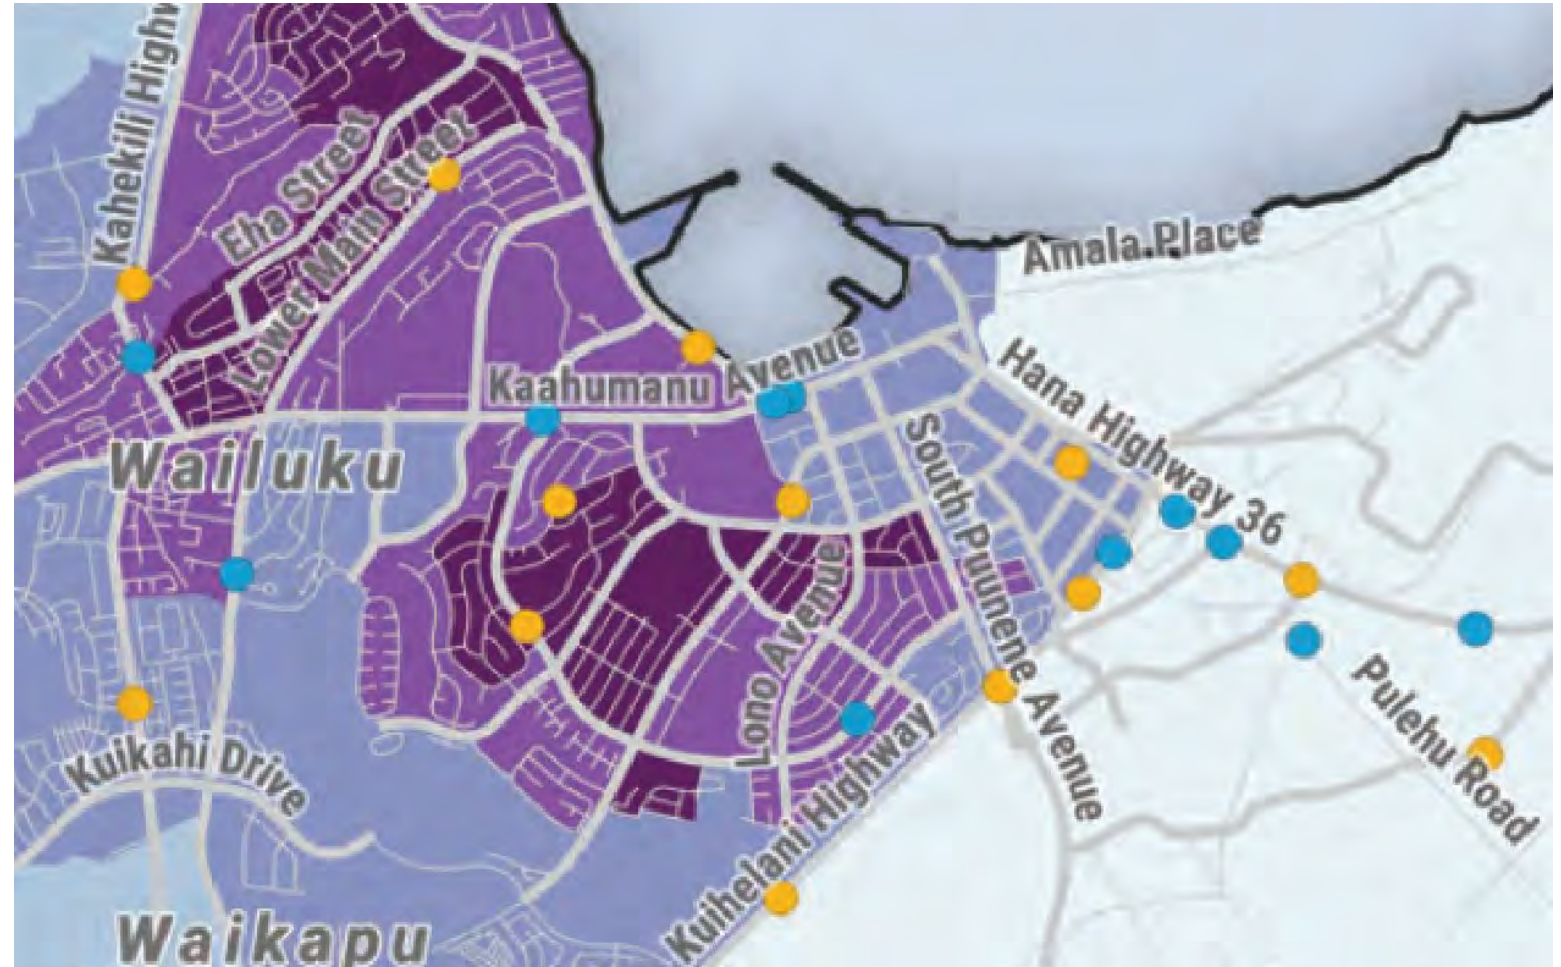 Kahekili Highw
Eha Street
Lower Main Street
Amala Place
Kaahumanu Avenue
Hana Highway 36
Wailuku
South Puunene Avenue
Lono Avenue
Pulehu Road
Kuikahi Drive
Kuihelani Highway
Waikapu